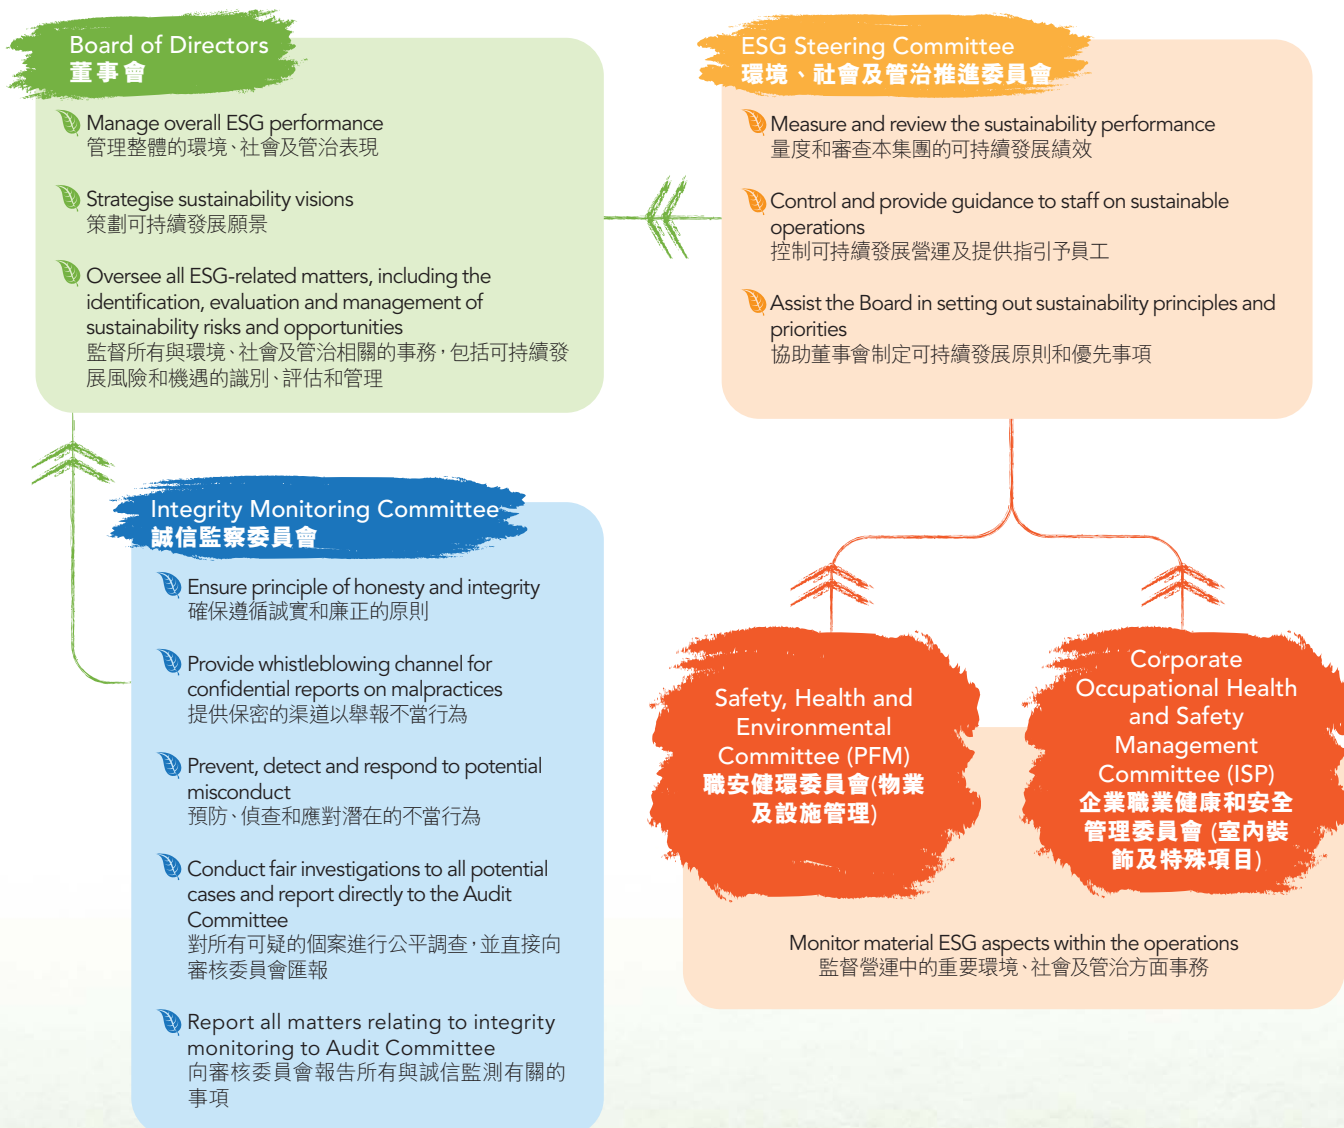 Board of Directors
董事會
Manage overall ESG performance
管理整體的環境、社會及管治表現
Strategise sustainability visions
策劃可持續發展願景
Oversee all ESG-related matters, including the
identification, evaluation and management of
sustainability risks and opportunities
監督所有與環境、社會及管治相關的事務，包括可持續發
展風險和機遇的識別、評估和管理
ESG Steering Committee
環境、社會及管治推進委員會
Measure and review the sustainability performance
量度和審查本集團的可持續發展績效
Control and provide guidance to staff on sustainable
operations
控制可持續發展營運及提供指引予員工
Assist the Board in setting out sustainability principles and
priorities
協助董事會制定可持續發展原則和優先事項
Integrity Monitoring Committee
誠信監察委員會
Ensure principle of honesty and integrity
確保遵循誠實和廉正的原則
Provide whistleblowing channel for
confidential reports on malpractices
提供保密的渠道以舉報不當行為
Prevent, detect and respond to potential
misconduct
預防、偵查和應對潛在的不當行為
Conduct fair investigations to all potential
cases and report directly to the Audit
Committee
對所有可疑的個案進行公平調查，並直接向
審核委員會匯報
Report all matters relating to integrity
monitoring to Audit Committee
向審核委員會報告所有與誠信監測有關的
事項
Safety, Health and
Environmental
Committee (PFM)
職安健環委員會(物業
及設施管理)
Corporate
Occupational Health
and Safety
Management
Committee (ISP)
企業職業健康和安全
管理委員會 (室內裝
飾及特殊項目)
Monitor material ESG aspects within the operations
監督營運中的重要環境、社會及管治方面事務